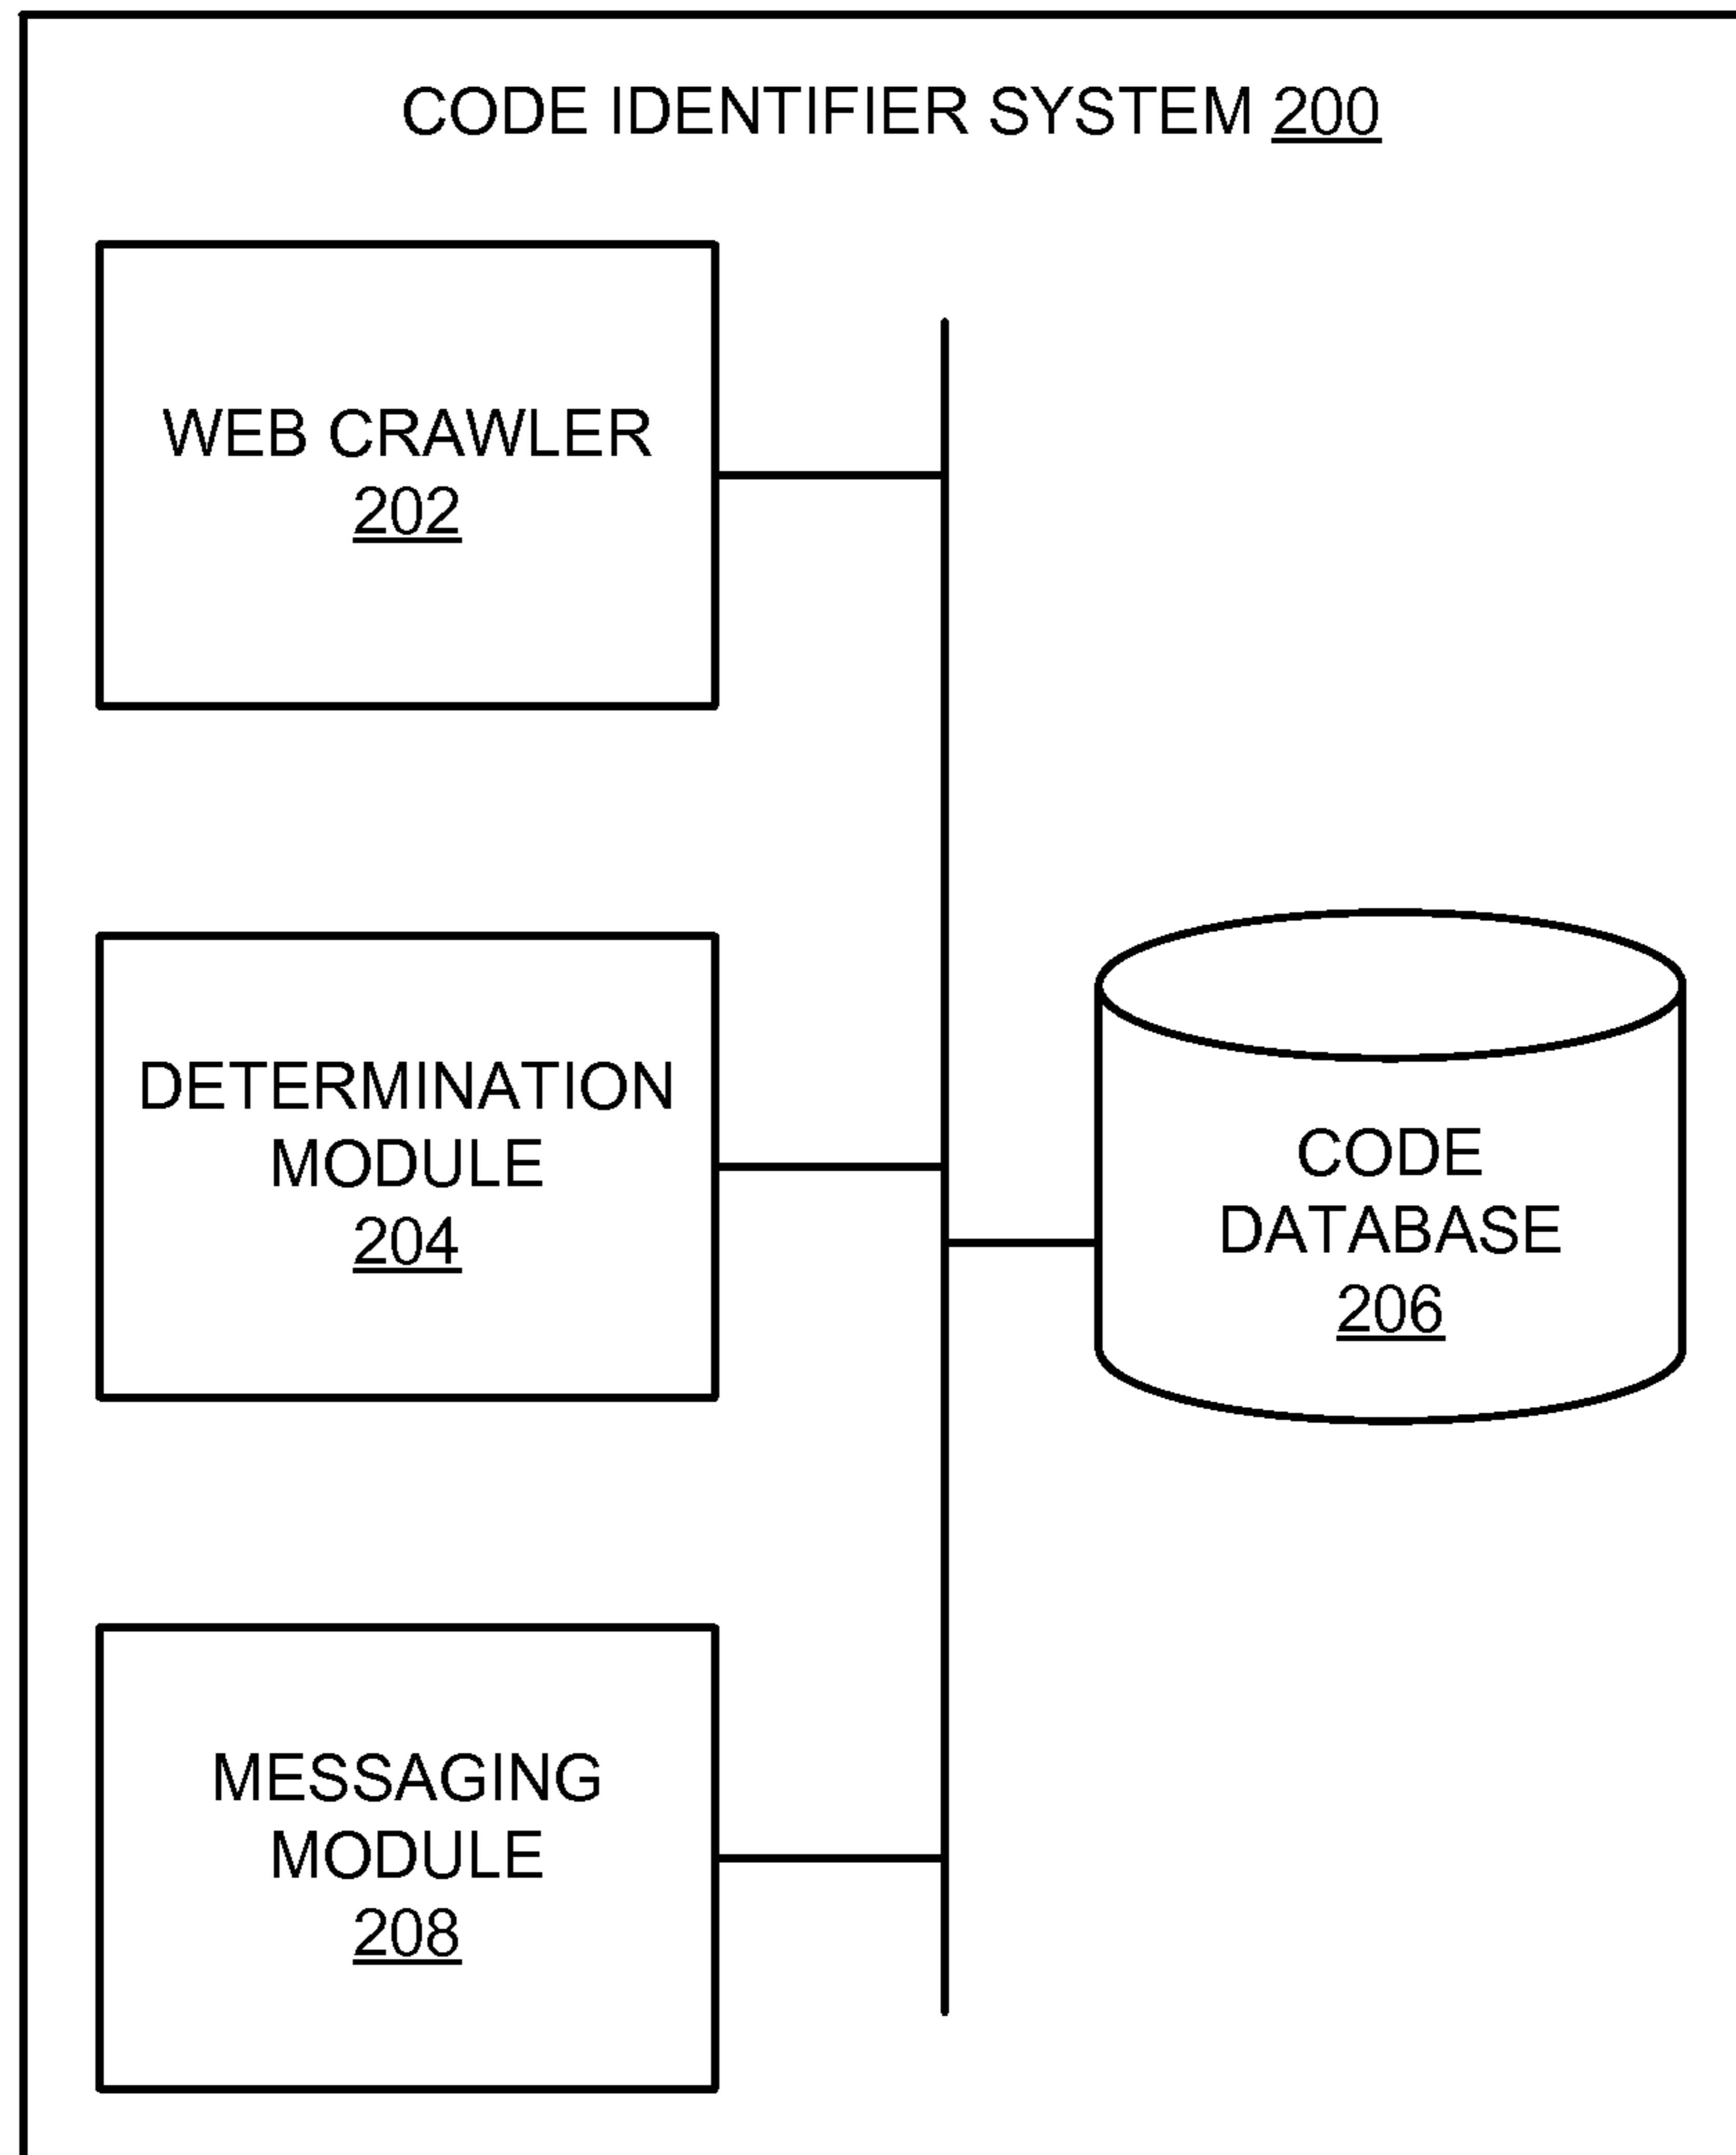 CODE IDENTIFIER SYSTEM 200
WEB CRAWLER
202
DETERMINATION
MODULE
204
CODE
DATABASE
206
MESSAGING
MODULE
208